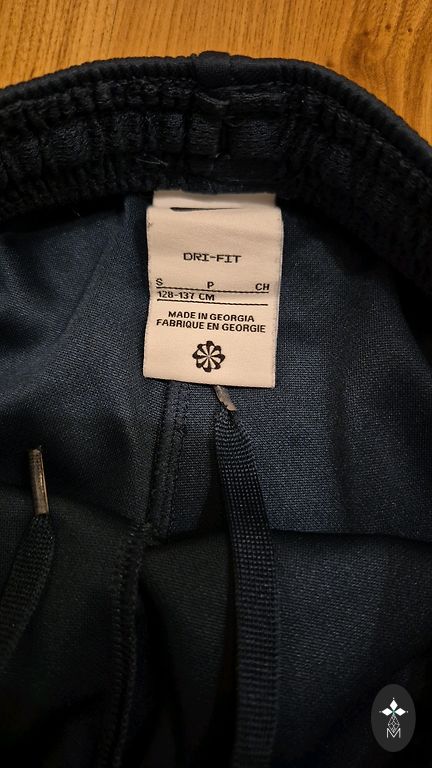 DRI-FIT
S P CH
128-137 CM
MADE IN GEORGIA
FABRIQUE EN GEORGIE
M